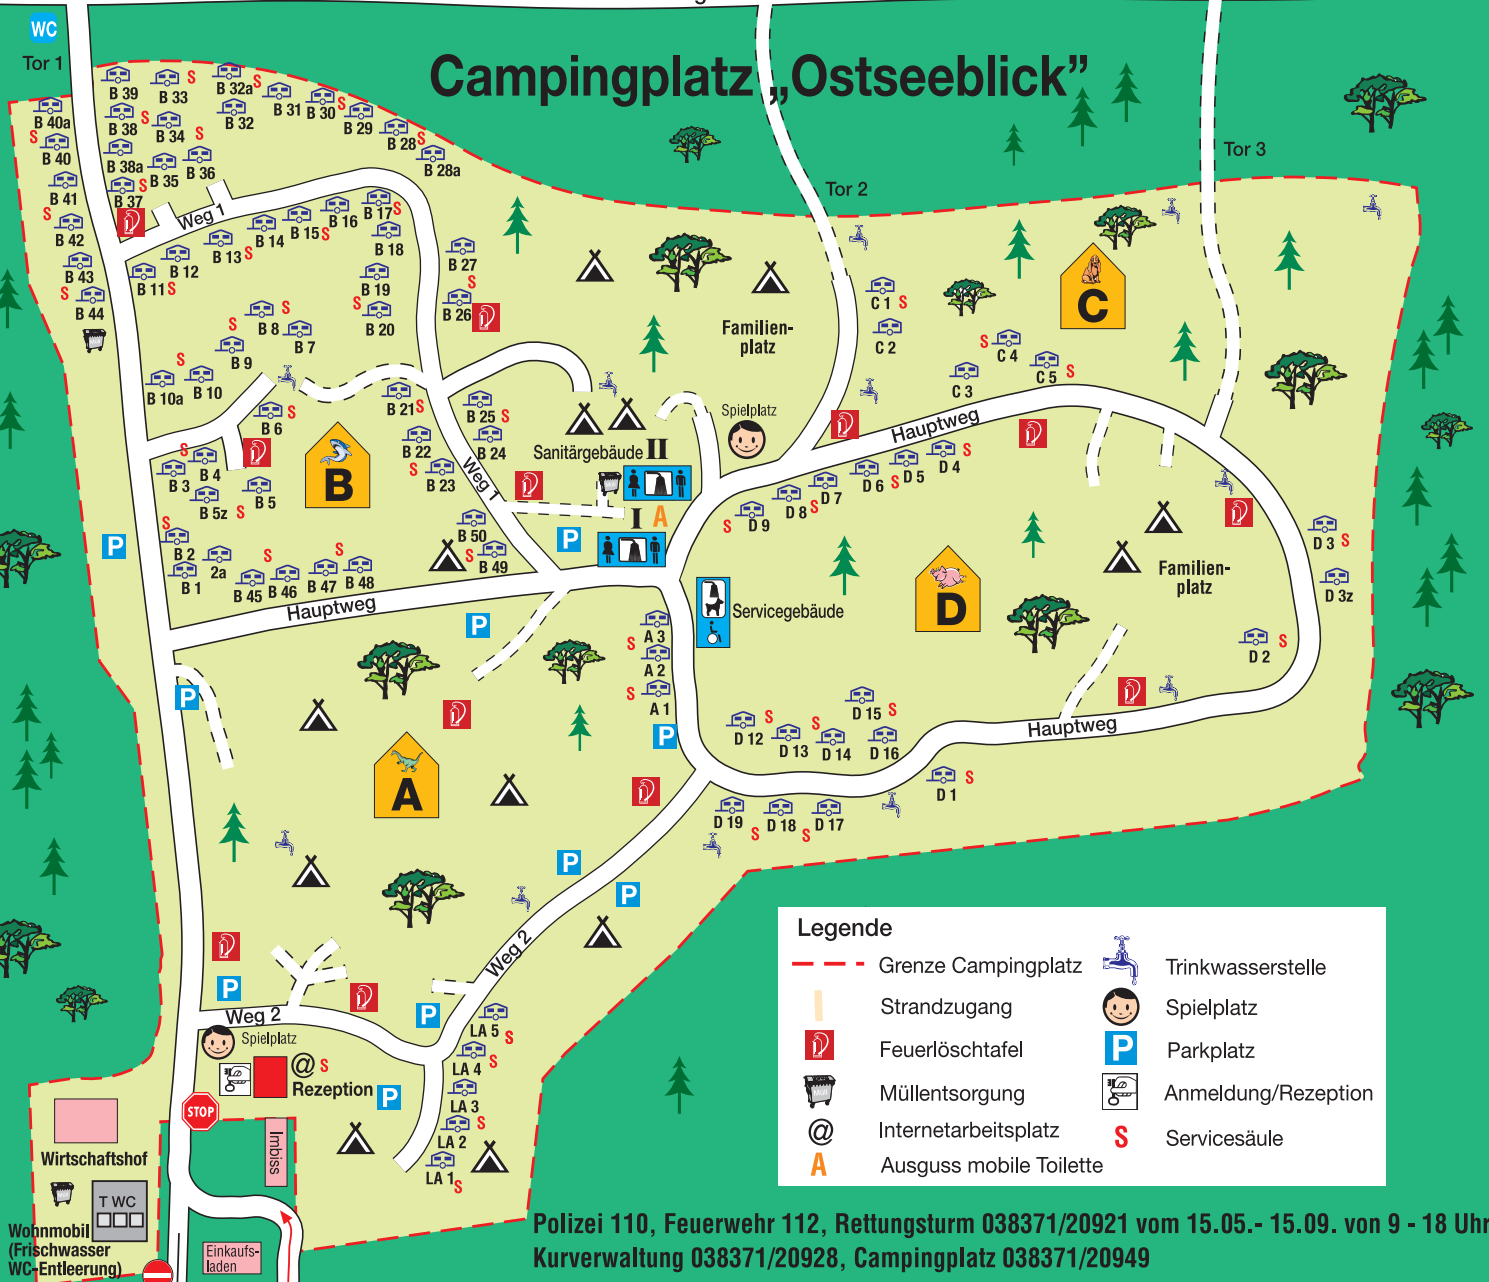 WC
Tor 1
Campingplatz „Ostseeblick”
Tor 2
Tor 3
B 39
B 33
S
B 32a
S
B 31
B 30
S
B 29
B 28
S
B 28a
B 40a
B 38
S
B 34
S
B 32
S
B 40
B 38a
B 35
B 36
B 41
B 37
S
S
B 42
Weg 1
B 43
S
B 44
B 11
S
B 12
B 13
S
B 14
B 15
S
B 16
B 17
S
B 18
B 19
S
B 20
B 27
S
B 26
S
B 8
S
B 7
B 9
S
B 10a
B 10
B 6
S
B 21
S
B 22
S
B 23
B 25
S
B 24
Weg 1
S
B 4
B 3
B 5z
S
B 5
B
S
B 2
B 1
2a
S
B 45
B 46
S
B 47
B 48
B 50
S
B 49
P
P
P
Hauptweg
Familien-
platz
Spielplatz
Sanitärgebäude II
I
A
Servicegebäude
C 1
S
C 2
C
S
C 4
C 3
C 5
S
Hauptweg
D 4
S
D 5
D 6
S
D 7
D 8
S
D 9
S
D
Familien-
platz
D 3
S
D 3z
D 2
S
Hauptweg
A 3
S
A 2
S
A 1
P
P
A
D 12
S
D 13
S
D 14
D 15
S
D 16
D 1
S
D 19
S
D 18
S
D 17
P
P
Weg 2
P
P
Weg 2
Spielplatz
@ S
Rezeption
P
LA 5
S
LA 4
S
LA 3
LA 2
S
LA 1
S
STOP
Imbiss
Wirtschaftshof
T WC
Wohnmobil
(Frischwasser
WC-Entleerung)
Einkaufs-
laden
Legende
Grenze Campingplatz
Trinkwasserstelle
Strandzugang
Spielplatz
Feuerlöschtafel
P
Parkplatz
Müllentsorgung
Anmeldung/Rezeption
@
Internetarbeitsplatz
S
Servicesäule
A
Ausguss mobile Toilette
Polizei 110, Feuerwehr 112, Rettungsturm 038371/20921 vom 15.05.- 15.09. von 9 - 18 Uhr
Kurverwaltung 038371/20928, Campingplatz 038371/20949